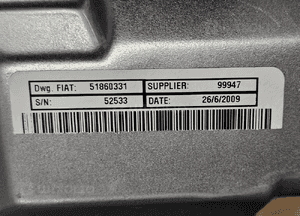 Dwg. FIAT: 51860331 SUPPLIER: 99947
S/N: 52533 DATE: 26/6/2009